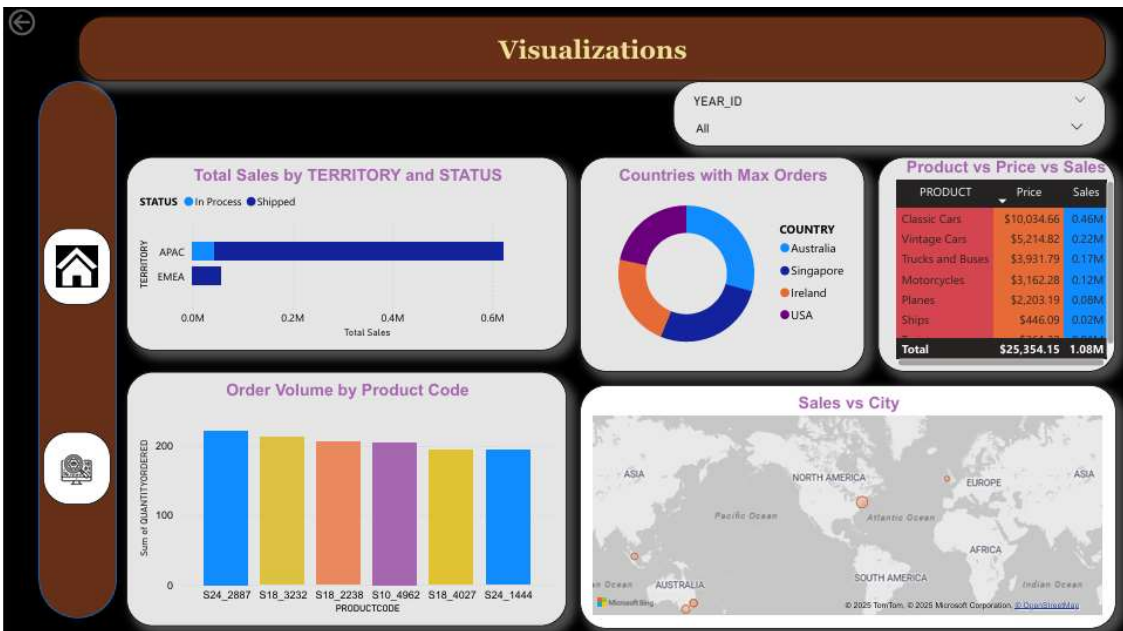 Visualizations
YEAR_ID
All
Total Sales by TERRITORY and STATUS
STATUS In Process Shipped
TERRITORY
APAC
EMEA
0.0M 0.2M 0.4M 0.6M
Total Sales
Countries with Max Orders
COUNTRY
Australia
Singapore
Ireland
USA
Product vs Price vs Sales
PRODUCT Price Sales
Classic Cars $10,034.66 0.46M
Vintage Cars $5,214.82 0.22M
Trucks and Buses $3,931.79 0.17M
Motorcycles $3,162.28 0.12M
Planes $2,203.19 0.08M
Ships $446.09 0.02M
Total $25,354.15 1.08M
Order Volume by Product Code
Sum of QUANTITYORDERED
200
100
0
S24_2887 S18_3232 S18_2238 S10_4962 S18_4027 S24_1444
PRODUCTCODE
Sales vs City
ASIA
NORTH AMERICA
EUROPE
ASIA
Pacific Ocean
Atlantic Ocean
AFRICA
SOUTH AMERICA
AUSTRALIA
Ocean
Indian Ocean
Microsoft Bing
© 2025 TomTom, © 2025 Microsoft Corporation, © OpenStreetMap